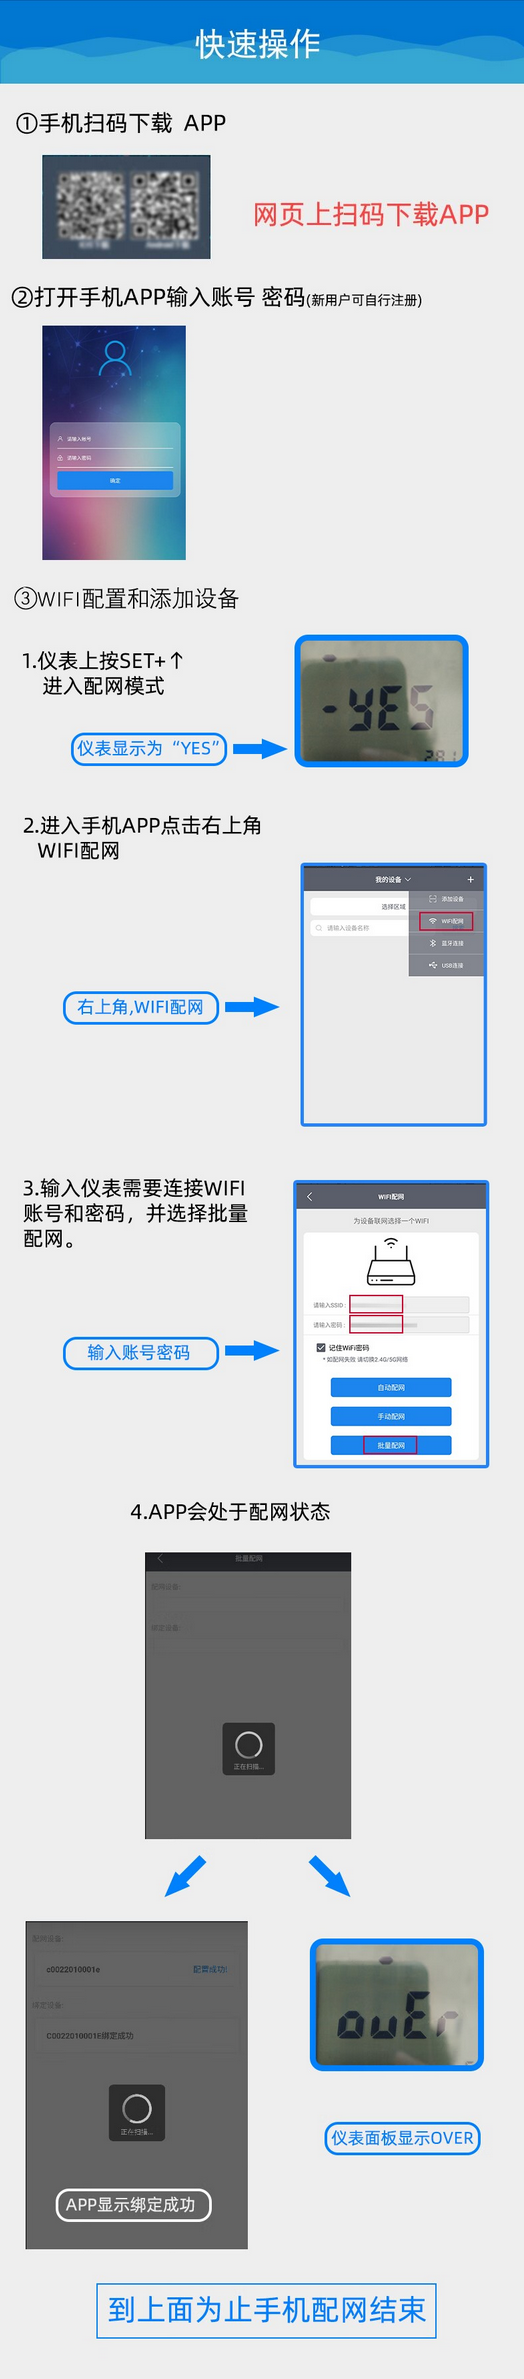 快速操作
①手机扫码下载 APP
网页上扫码下载APP
②打开手机APP输入账号 密码(新用户可自行注册)
请输入账号
请输入密码
确定
③WIFI配置和添加设备
1.仪表上按SET+↑
进入配网模式
-YES
281
仪表显示为“YES”
2.进入手机APP点击右上角
WIFI配网
我的设备
+
添加设备
选择区域
WIFI配网
请输入设备名称
蓝牙连接
USB连接
右上角,WIFI配网
3.输入仪表需要连接WIFI
账号和密码，并选择批量
配网。
WIFI配网
为设备联网选择一个WIFI
请输入SSID：
请输入密码：
记住WiFi密码
*如配网失败 请切换2.4G/5G网络
自动配网
手动配网
批量配网
输入账号密码
4.APP会处于配网状态
批量配网
配网设备:
绑定设备:
正在扫描...
配网设备:
c0022010001e
配置成功!
绑定设备:
C0022010001E绑定成功
正在扫描...
APP显示绑定成功
ouEr
仪表面板显示OVER
到上面为止手机配网结束